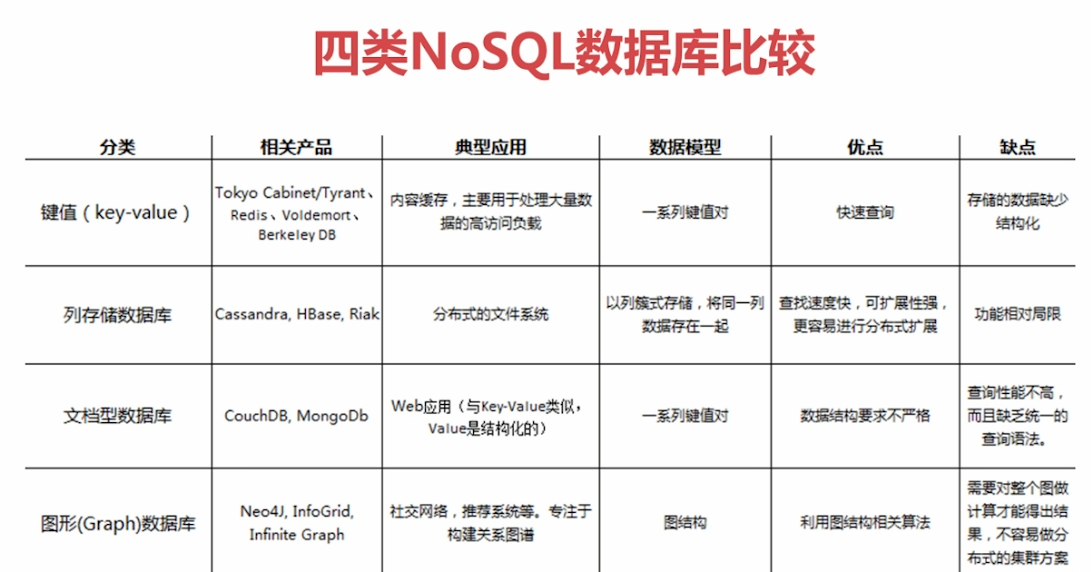 四类NoSQL数据库比较
分类 相关产品 典型应用 数据模型 优点 缺点
键值（key-value）
Tokyo Cabinet/Tyrant、
Redis、Voldemort、
Berkeley DB
内容缓存，主要用于处理大量数
据的高访问负载
一系列键值对
快速查询
存储的数据缺少
结构化
列存储数据库
Cassandra, HBase, Riak
分布式的文件系统
以列簇式存储，将同一列
数据存在一起
查找速度快，可扩展性强，
更容易进行分布式扩展
功能相对局限
文档型数据库
CouchDB, MongoDb
Web应用（与Key-Value类似，
Value是结构化的）
一系列键值对
数据结构要求不严格
查询性能不高，
而且缺乏统一的
查询语法。
图形(Graph)数据库
Neo4J, InfoGrid,
Infinite Graph
社交网络，推荐系统等。专注于
构建关系图谱
图结构
利用图结构相关算法
需要对整个图做
计算才能得出结
果，不容易做分
布式的集群方案